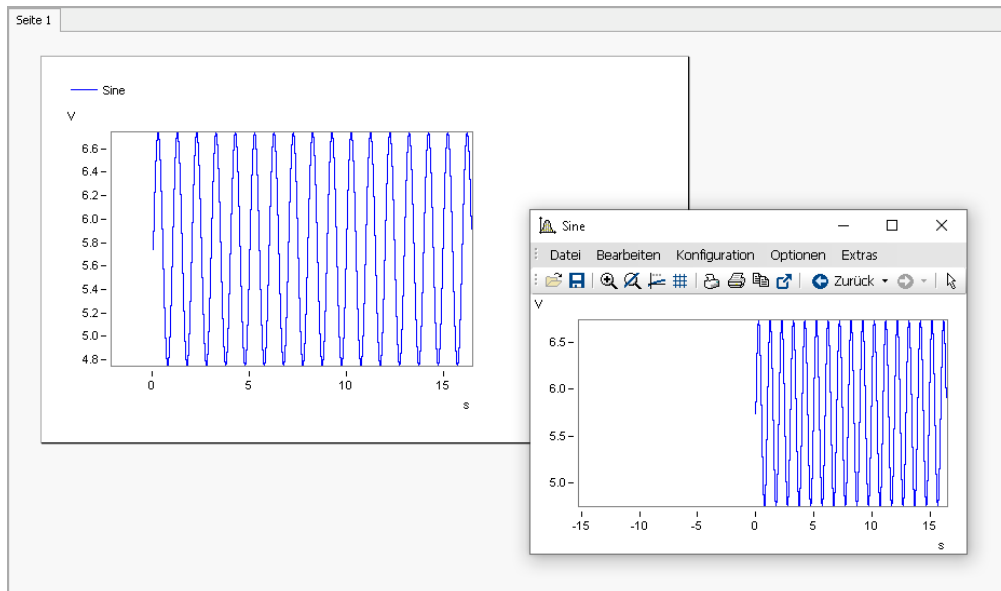 Seite 1
Sine
V
6.6
6.4
6.2
6.0
5.8
5.6
5.4
5.2
5.0
4.8
0 5 10 15
s
Sine
Datei Bearbeiten Konfiguration Optionen Extras
Zurück
V
6.5
6.0
5.5
5.0
-15 -10 -5 0 5 10 15
s